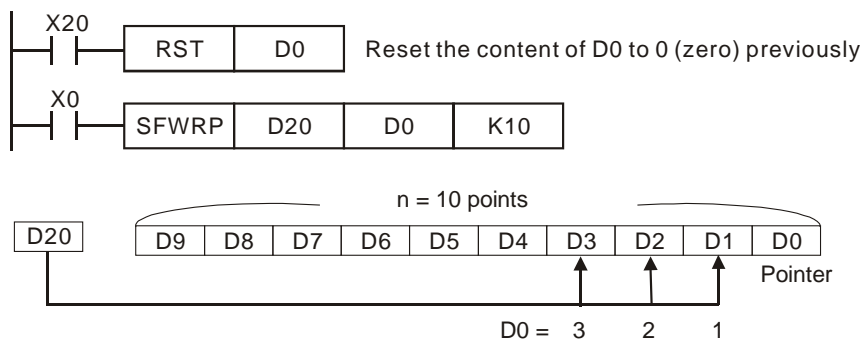 X20
RST D0 Reset the content of D0 to 0 (zero) previously
X0
SFWRP D20 D0 K10
n = 10 points
D20 D9 D8 D7 D6 D5 D4 D3 D2 D1 D0
Pointer
D0 = 3 2 1